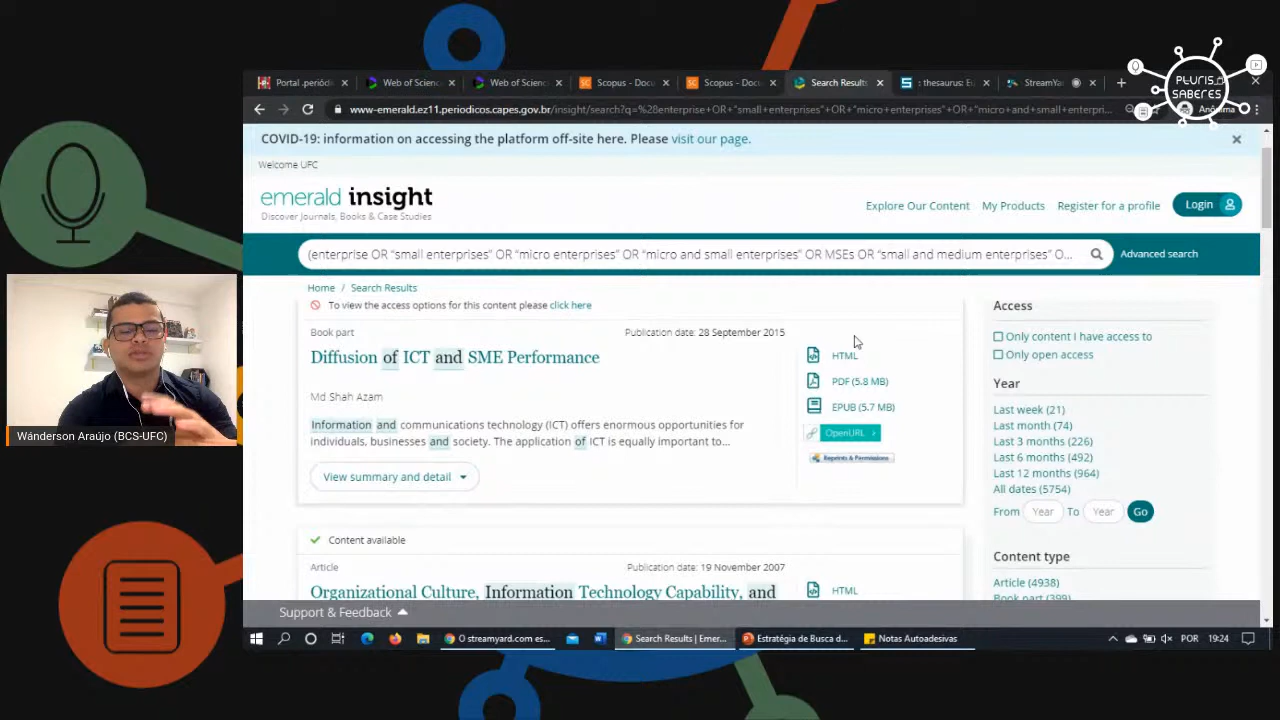 PLURIS
SABERES
Portal .periódi
Web of Scienc
Web of Scienc
Scopus - Docu
Scopus - Docu
Search Results
: thesaurus: Eu
StreamYa
www-emerald.ez11.periodicos.capes.gov.br/insight/search?q=%28enterprise+OR+"small+enterprises"+OR+"micro+enterprises"+OR+"micro+and+small+enterpri...
Anônima
COVID-19: information on accessing the platform off-site here. Please visit our page.
Welcome UFC
emerald insight
Discover Journals, Books & Case Studies
Explore Our Content
My Products
Register for a profile
Login
(enterprise OR “small enterprises” OR “micro enterprises” OR “micro and small enterprises” OR MSEs OR “small and medium enterprises” O...
Advanced search
Home / Search Results
To view the access options for this content please click here
Book part
Publication date: 28 September 2015
Diffusion of ICT and SME Performance
Md Shah Azam
Information and communications technology (ICT) offers enormous opportunities for
individuals, businesses and society. The application of ICT is equally important to...
View summary and detail
HTML
PDF (5.8 MB)
EPUB (5.7 MB)
OpenURL >
Reprints & Permissions
Content available
Article
Publication date: 19 November 2007
Organizational Culture, Information Technology Capability, and
HTML
Access
Only content I have access to
Only open access
Year
Last week (21)
Last month (74)
Last 3 months (226)
Last 6 months (492)
Last 12 months (964)
All dates (5754)
From Year To Year Go
Content type
Article (4938)
Book part (399)
Support & Feedback
Wánderson Araújo (BCS-UFC)
O streamyard.com es...
Search Results | Emer...
Estratégia de Busca d...
Notas Autoadesivas
POR
19:24